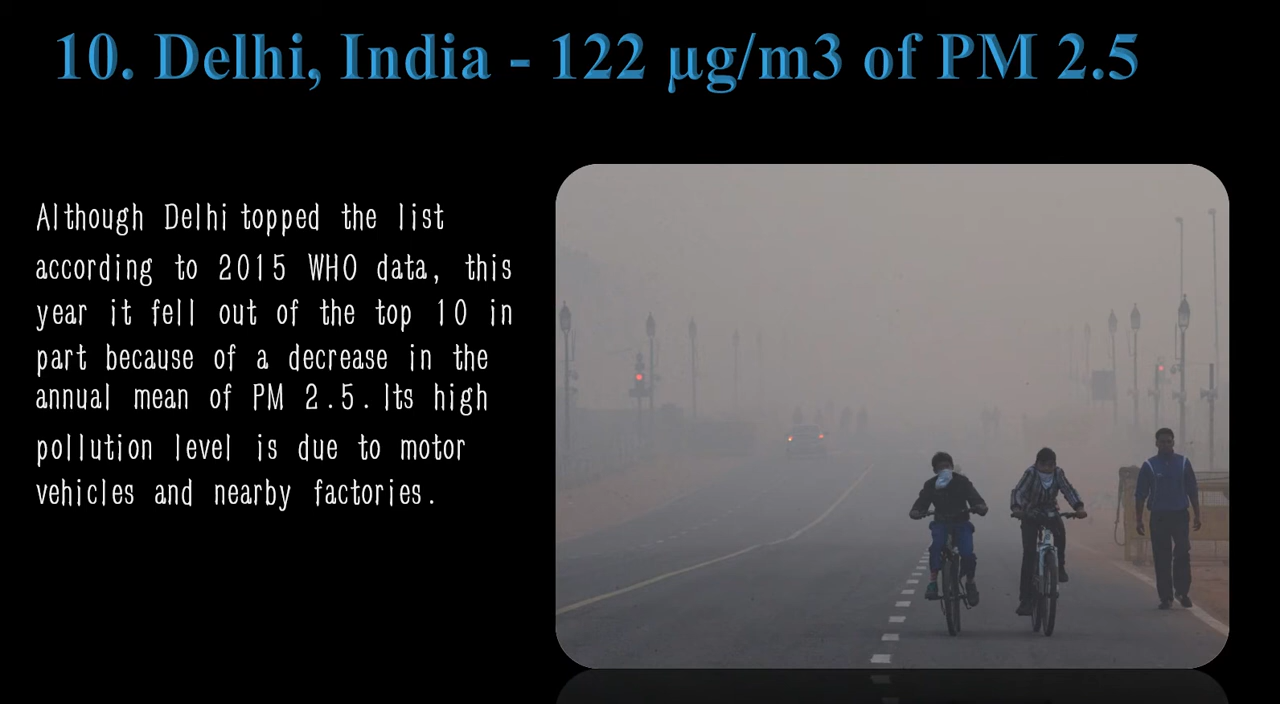 10. Delhi, India - 122 µg/m3 of PM 2.5
Although Delhi topped the list
according to 2015 WHO data, this
year it fell out of the top 10 in
part because of a decrease in the
annual mean of PM 2.5. Its high
pollution level is due to motor
vehicles and nearby factories.